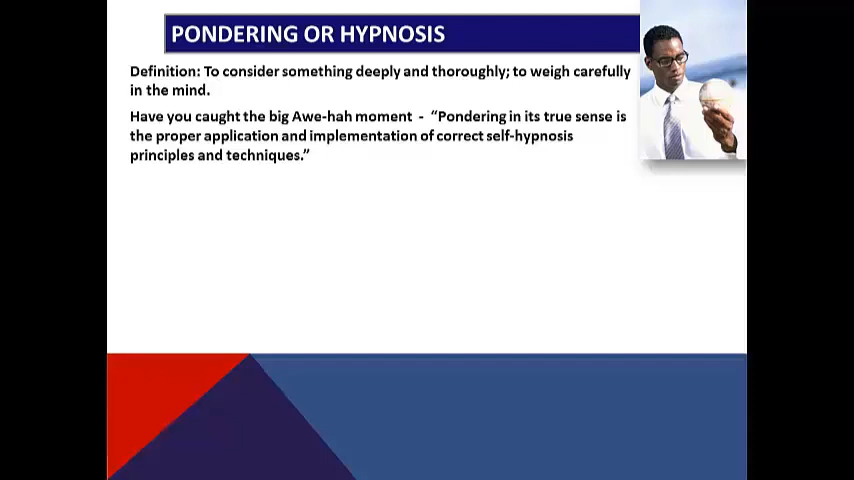 PONDERING OR HYPNOSIS
Definition: To consider something deeply and thoroughly; to weigh carefully
in the mind.
Have you caught the big Awe-hah moment - “Pondering in its true sense is
the proper application and implementation of correct self-hypnosis
principles and techniques.”